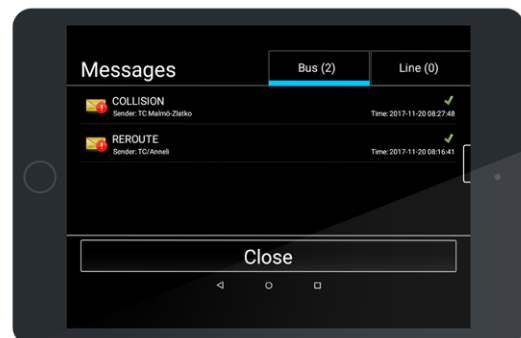 Messages
Bus (2)
Line (0)
COLLISION
Sender: TC Malmö-Zlatko
Time: 2017-11-20 08:27:48
REROUTE
Sender: TC/Anneli
Time: 2017-11-20 08:16:41
Close